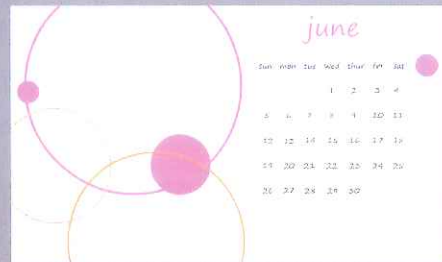 june
sun mon tue wed thur fri sat
1 2 3 4
5 6 7 8 9 10 11
12 13 14 15 16 17 18
19 20 21 22 23 24 25
26 27 28 29 30